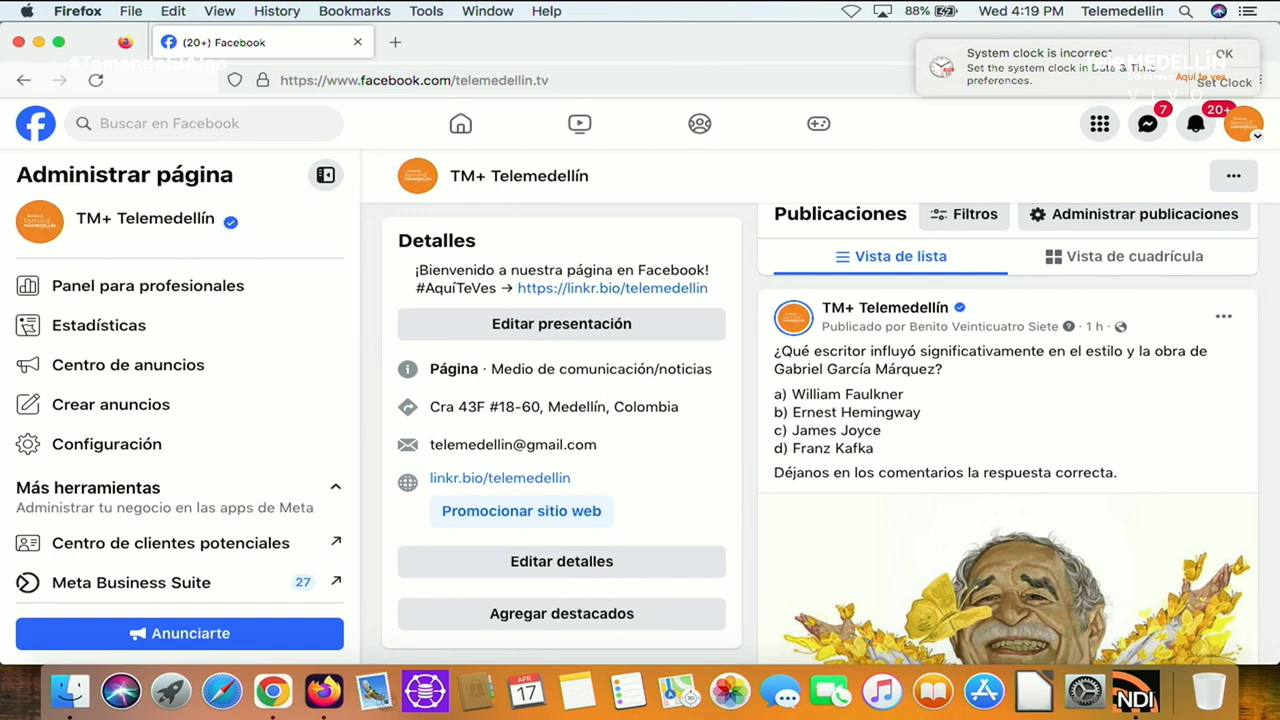 Firefox File Edit View History Bookmarks Tools Window Help 88% Wed 4:19 PM Telemedellin
(20+) Facebook
#TomandoElAlgo
System clock is incorrect
Set the system clock in Date & Time
preferences.
OK
Set Clock
teleMEDELLÍN
Aquí te ves
VIVO
https://www.facebook.com/telemedellin.tv
Buscar en Facebook
7
20+
Administrar página
TM+ Telemedellín
Panel para profesionales
Estadísticas
Centro de anuncios
Crear anuncios
Configuración
Más herramientas
Administrar tu negocio en las apps de Meta
Centro de clientes potenciales
Meta Business Suite 27
Anunciarte
TM+ Telemedellín
Detalles
¡Bienvenido a nuestra página en Facebook!
#AquíTeVes → https://linkr.bio/telemedellin
Editar presentación
Página · Medio de comunicación/noticias
Cra 43F #18-60, Medellín, Colombia
telemedellin@gmail.com
linkr.bio/telemedellin
Promocionar sitio web
Editar detalles
Agregar destacados
Publicaciones Filtros Administrar publicaciones
Vista de lista Vista de cuadrícula
TM+ Telemedellín
Publicado por Benito Veinticuatro Siete · 1 h ·
¿Qué escritor influyó significativamente en el estilo y la obra de
Gabriel García Márquez?
a) William Faulkner
b) Ernest Hemingway
c) James Joyce
d) Franz Kafka
Déjanos en los comentarios la respuesta correcta.
APR
17
NDI